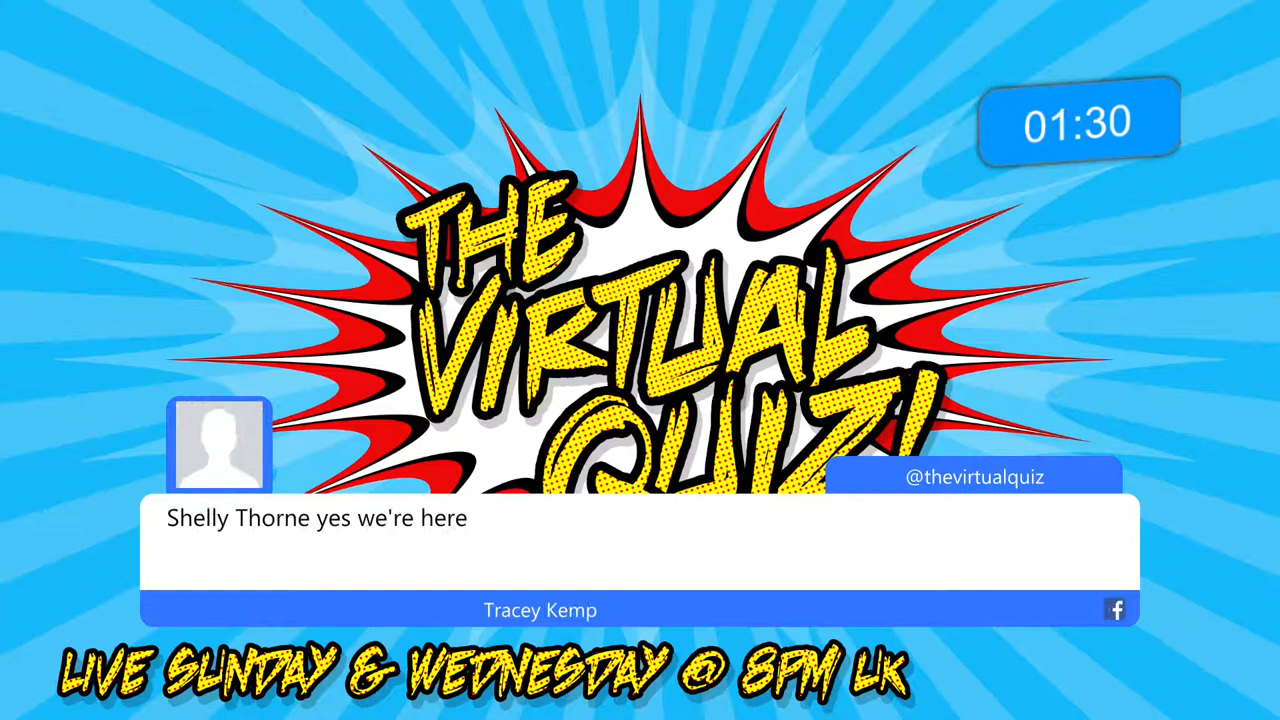 01:30
THE
VIRTUAL
QUIZ!
@thevirtualquiz
Shelly Thorne yes we're here
Tracey Kemp
LIVE SUNDAY & WEDNESDAY @ 8PM UK